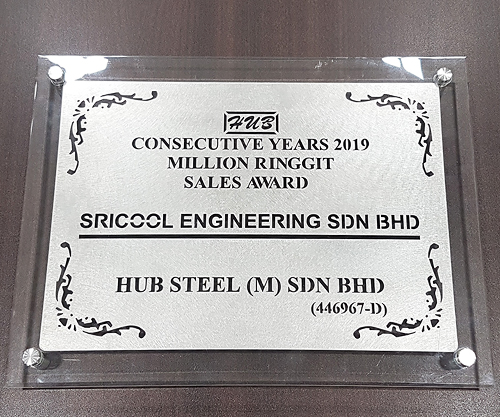 HUB
CONSECUTIVE YEARS 2019
MILLION RINGGIT
SALES AWARD
SRICOOL ENGINEERING SDN BHD
HUB STEEL (M) SDN BHD
(446967-D)